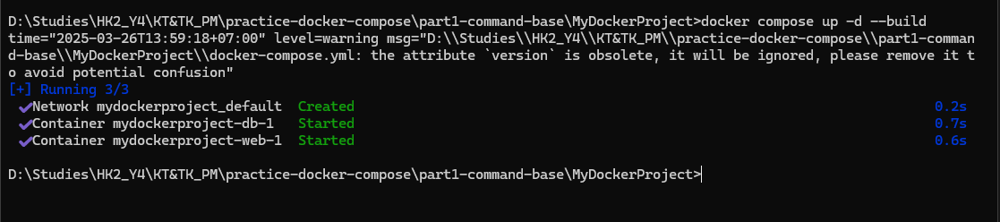 D:\Studies\HK2_Y4\KT&TK_PM\practice-docker-compose\part1-command-base\MyDockerProject>docker compose up -d --build
time="2025-03-26T13:59:18+07:00" level=warning msg="D:\\Studies\\HK2_Y4\\KT&TK_PM\\practice-docker-compose\\part1-comman
d-base\\MyDockerProject\\docker-compose.yml: the attribute `version` is obsolete, it will be ignored, please remove it t
o avoid potential confusion"
[+] Running 3/3
✔Network mydockerproject_default  Created 0.2s
✔Container mydockerproject-db-1  Started 0.7s
✔Container mydockerproject-web-1  Started 0.6s
D:\Studies\HK2_Y4\KT&TK_PM\practice-docker-compose\part1-command-base\MyDockerProject>